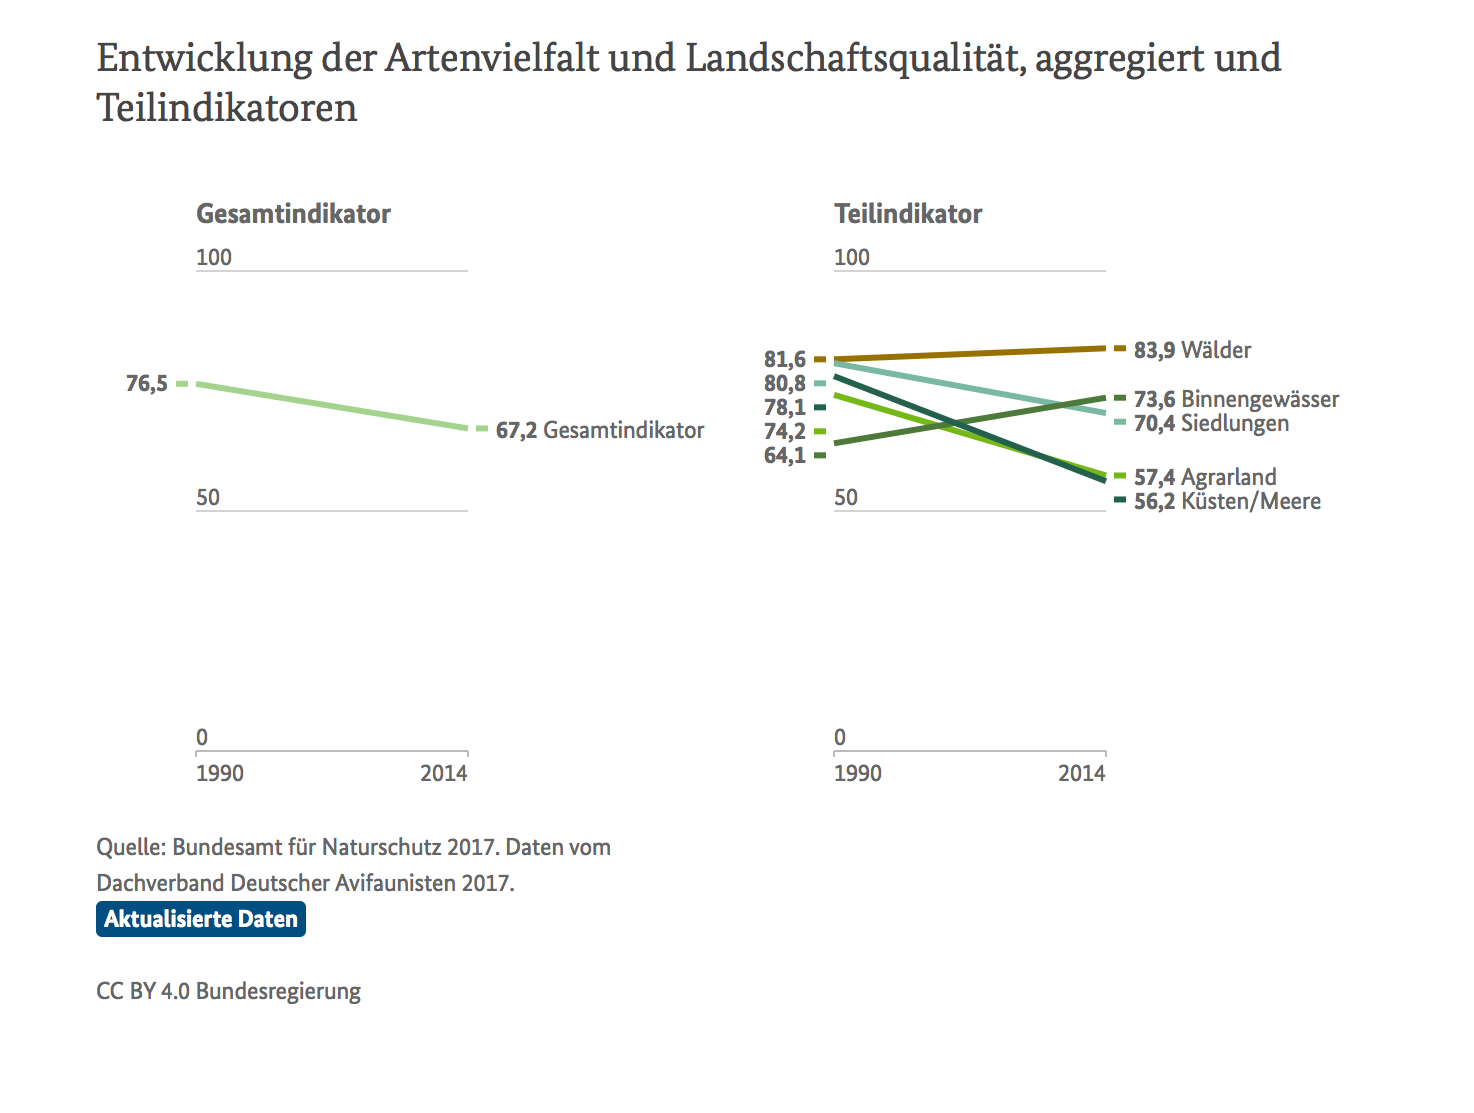 Entwicklung der Artenvielfalt und Landschaftsqualität, aggregiert und
Teilindikatoren
Gesamtindikator
100
76,5
67,2 Gesamtindikator
50
0
1990 2014
Teilindikator
100
81,6
80,8
78,1
74,2
64,1
83,9 Wälder
73,6 Binnengewässer
70,4 Siedlungen
57,4 Agrarland
56,2 Küsten/Meere
50
0
1990 2014
Quelle: Bundesamt für Naturschutz 2017. Daten vom
Dachverband Deutscher Avifaunisten 2017.
Aktualisierte Daten
CC BY 4.0 Bundesregierung